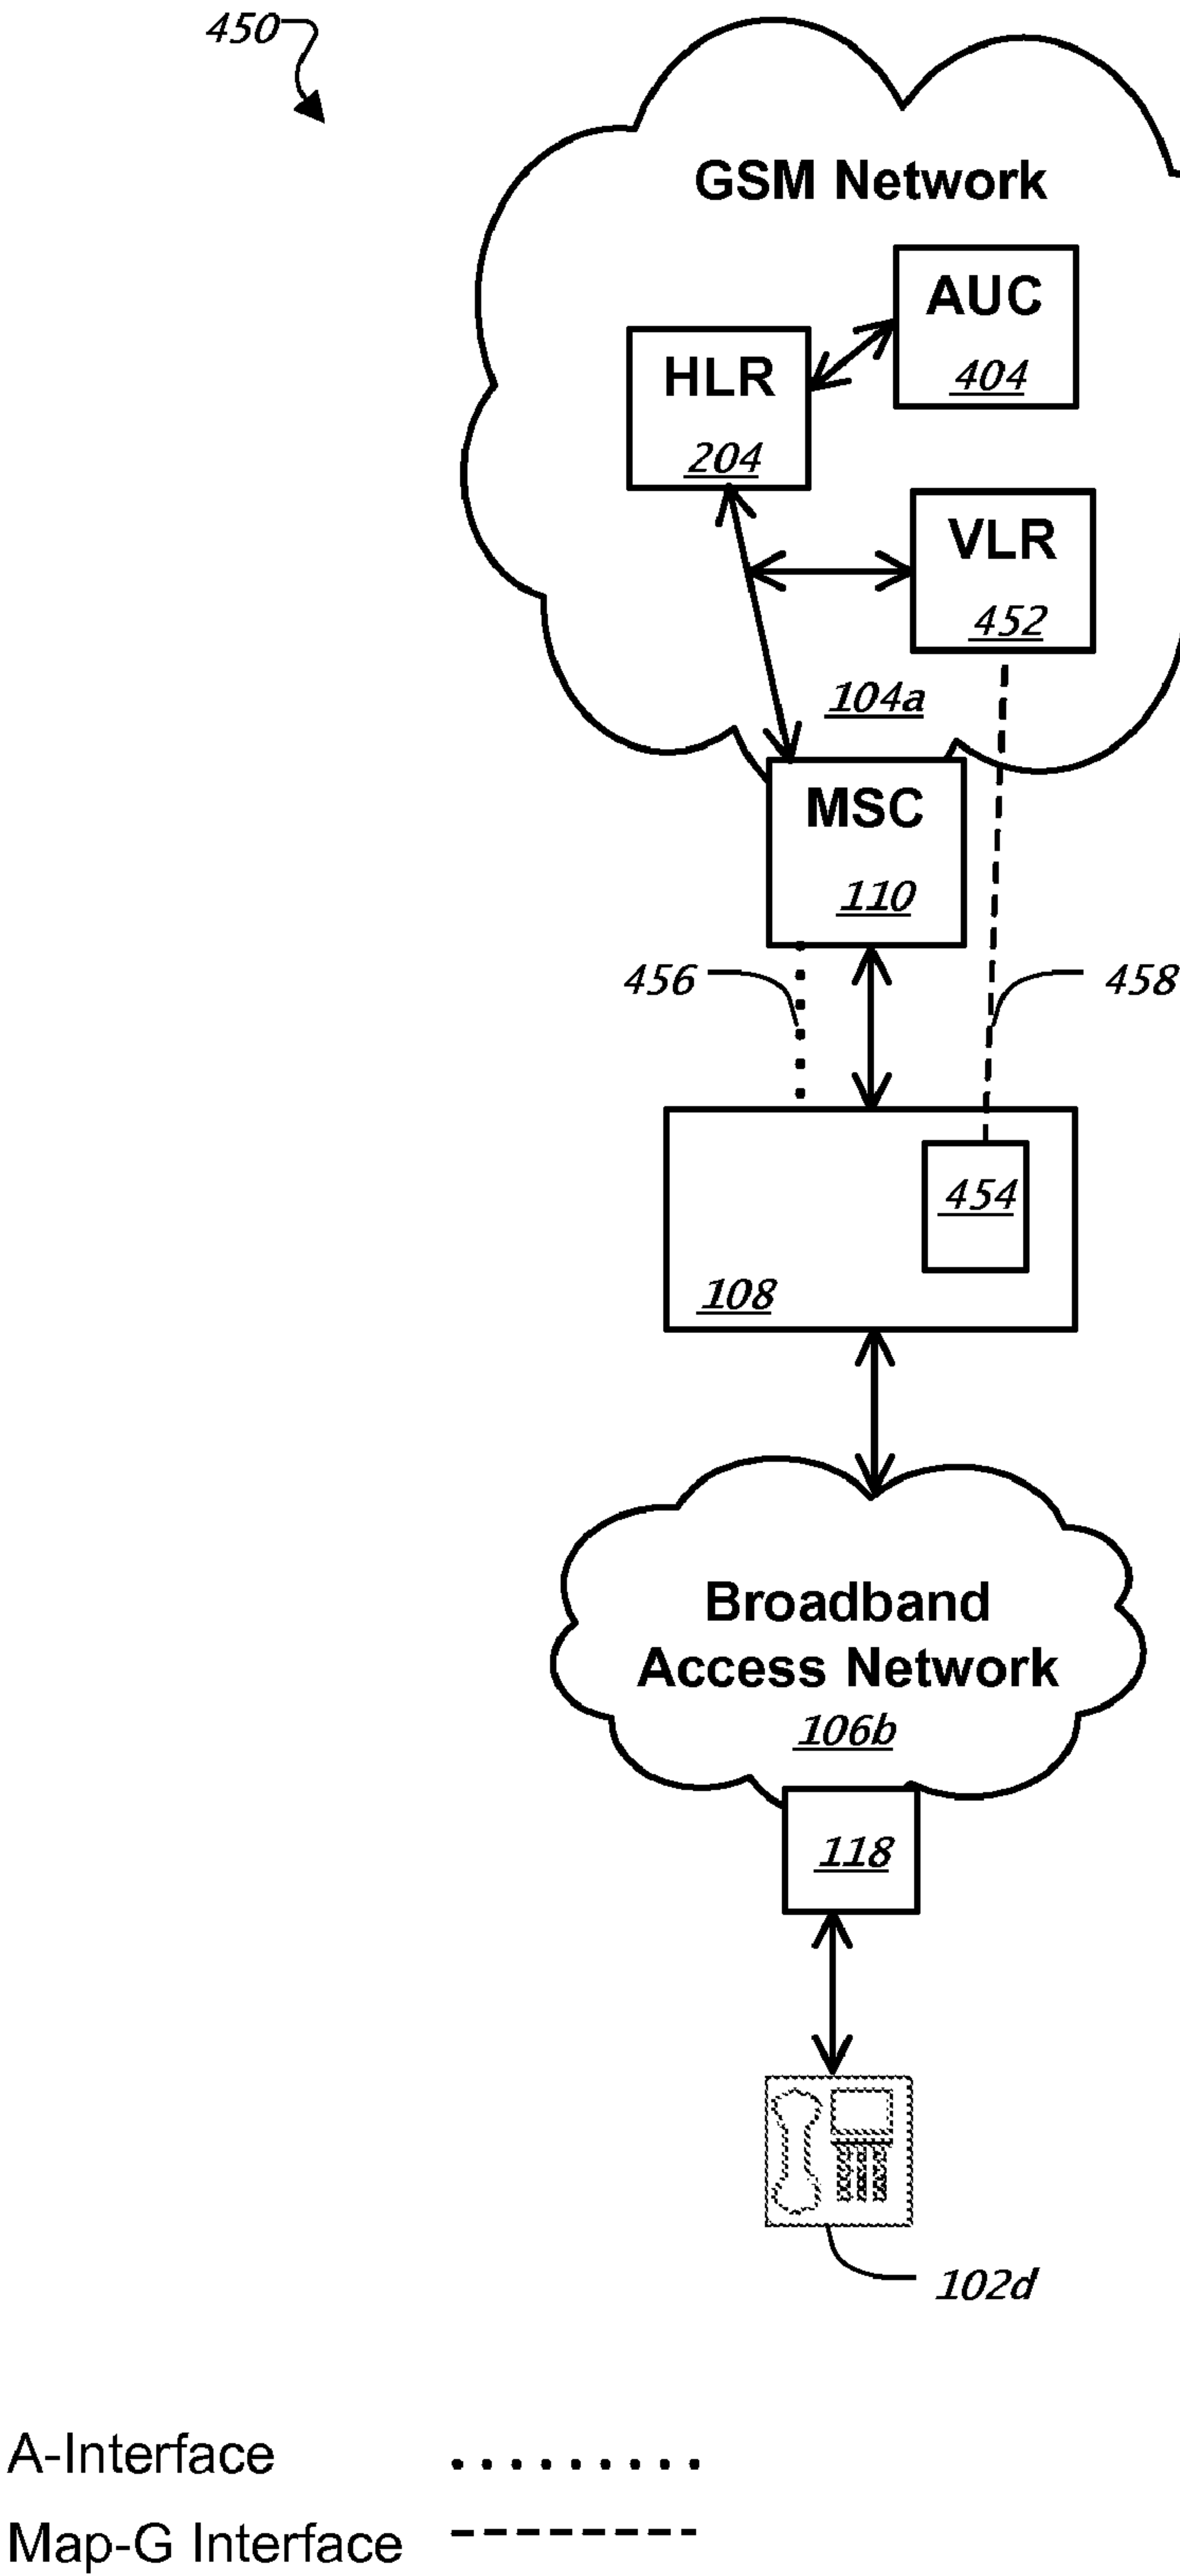 450
GSM Network
AUC
404
HLR
204
VLR
452
104a
MSC
110
456
458
454
108
Broadband
Access Network
106b
118
102d
A-Interface
Map-G Interface